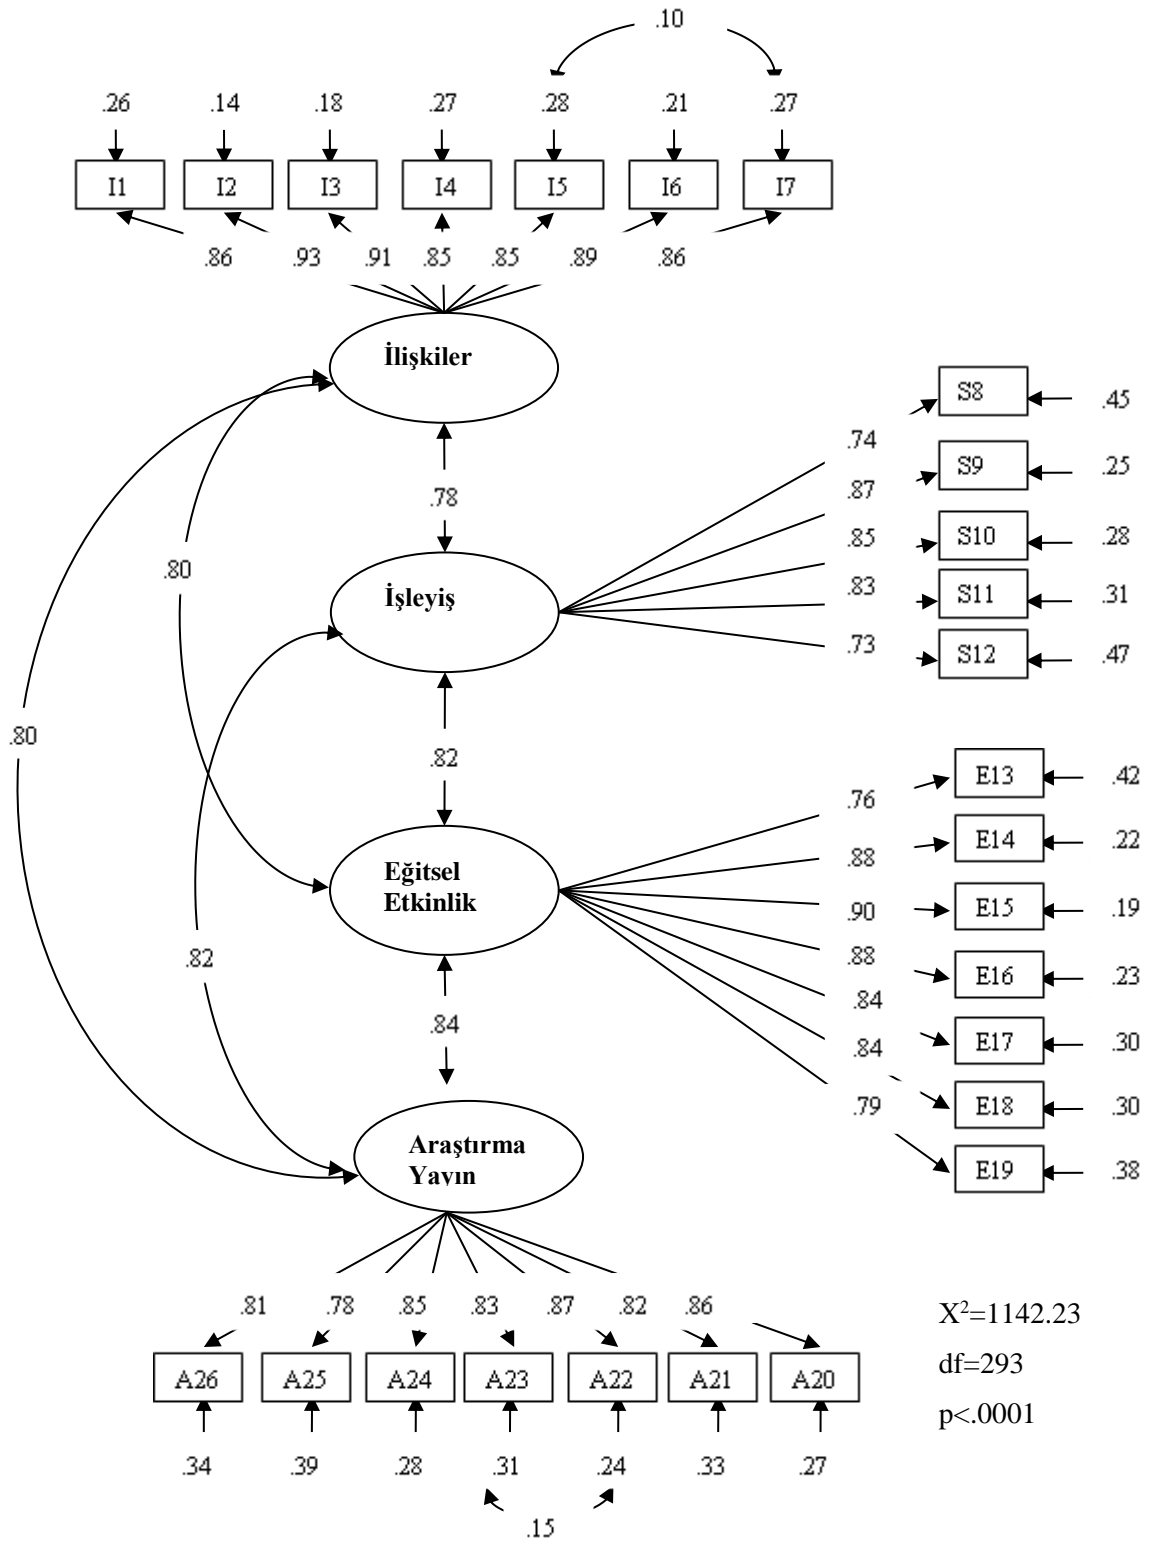 .10
.26 .14 .18 .27 .28 .21 .27
I1 I2 I3 I4 I5 I6 I7
.86 .93 .91 .85 .85 .89 .86
İlişkiler
S8 .45
.74
S9 .25
.87
.78
.85 S10 .28
.80
İşleyiş
.83 S11 .31
.73 S12 .47
.80
.82
E13 .42
.76
E14 .22
.88
Eğitsel
Etkinlik
.90 E15 .19
.82
.88 E16 .23
.84
.84 E17 .30
.84
.79 E18 .30
Araştırma
Yayın
E19 .38
.81 .78 .85 .83 .87 .82 .86
A26 A25 A24 A23 A22 A21 A20
.34 .39 .28 .31 .24 .33 .27
.15
X²=1142.23
df=293
p<.0001